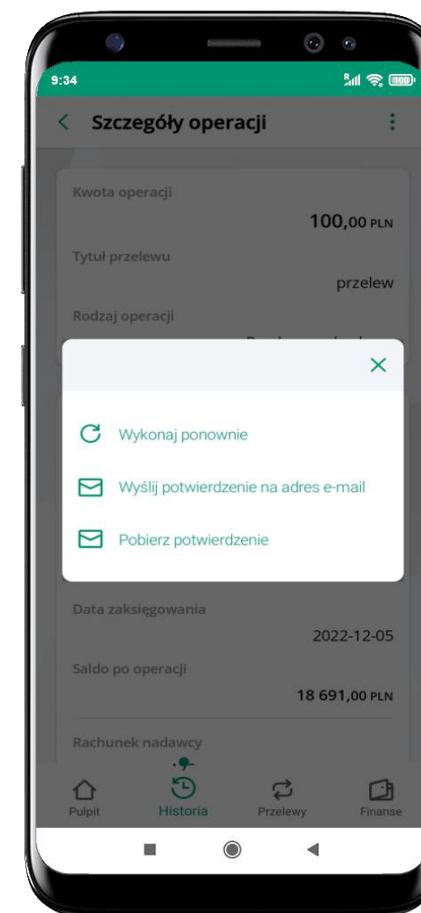 9:34
Szczegóły operacji
Kwota operacji
100,00 PLN
Tytuł przelewu
przelew
Rodzaj operacji
Wykonaj ponownie
Wyślij potwierdzenie na adres e-mail
Pobierz potwierdzenie
Data zaksięgowania
2022-12-05
Saldo po operacji
18 691,00 PLN
Rachunek nadawcy
Pulpit Historia Przelewy Finanse